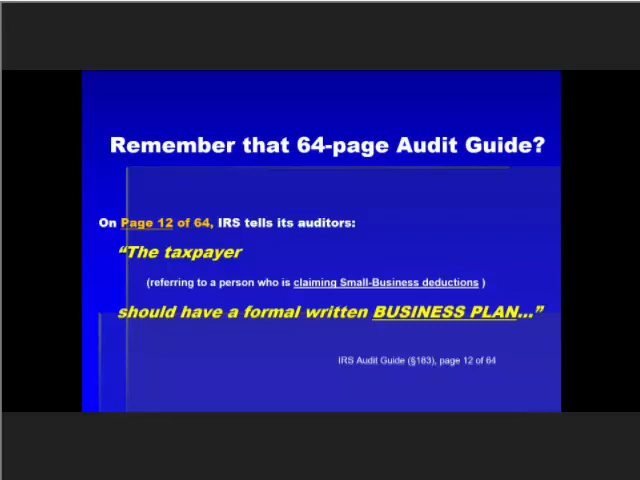 Remember that 64-page Audit Guide?
On Page 12 of 64, IRS tells its auditors:
“The taxpayer
(referring to a person who is claiming Small-Business deductions )
should have a formal written BUSINESS PLAN...”
IRS Audit Guide (§183), page 12 of 64